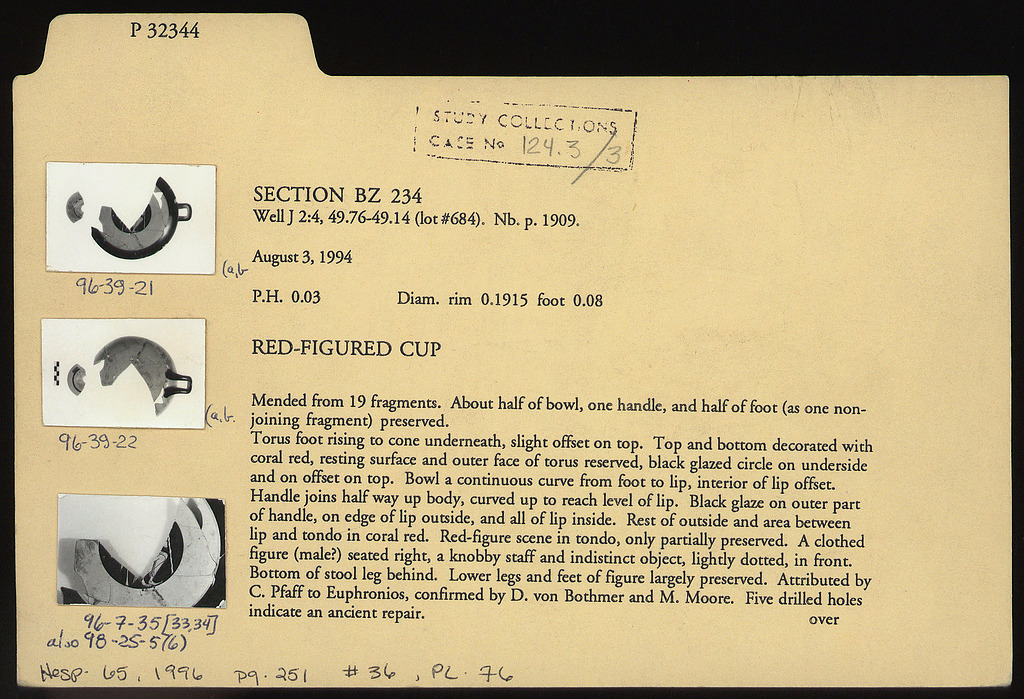 P 32344
STUDY COLLECTIONS
CASE No 124.3/3
SECTION BZ 234
Well J 2:4, 49.76-49.14 (lot #684). Nb. p. 1909.
August 3, 1994
(a,b
96-39-21
P.H. 0.03 Diam. rim 0.1915 foot 0.08
RED-FIGURED CUP
Mended from 19 fragments. About half of bowl, one handle, and half of foot (as one non-
joining fragment) preserved.
(a,b.
96-39-22
Torus foot rising to cone underneath, slight offset on top. Top and bottom decorated with
coral red, resting surface and outer face of torus reserved, black glazed circle on underside
and on offset on top. Bowl a continuous curve from foot to lip, interior of lip offset.
Handle joins half way up body, curved up to reach level of lip. Black glaze on outer part
of handle, on edge of lip outside, and all of lip inside. Rest of outside and area between
lip and tondo in coral red. Red-figure scene in tondo, only partially preserved. A clothed
figure (male?) seated right, a knobby staff and indistinct object, lightly dotted, in front.
Bottom of stool leg behind. Lower legs and feet of figure largely preserved. Attributed by
C. Pfaff to Euphronios, confirmed by D. von Bothmer and M. Moore. Five drilled holes
indicate an ancient repair.
over
96-7-35[33,34]
also 98-25-5(6)
Hesp. 65, 1996 pg. 251 #36, PL. 76